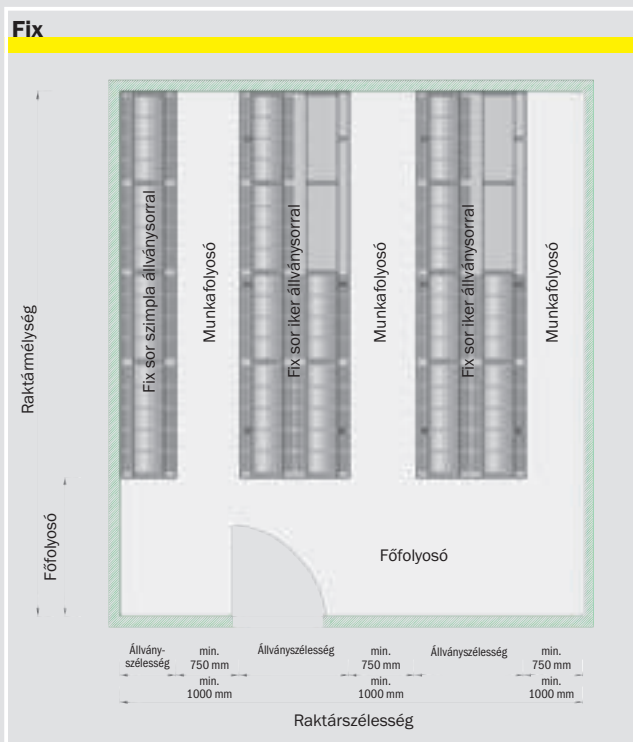 Fix
Raktármélység
Főfolyosó
Fix sor szimpla állványsorral
Munkafolyosó
Fix sor iker állványsorral
Munkafolyosó
Fix sor iker állványsorral
Munkafolyosó
Főfolyosó
Állvány-
szélesség
min.
750 mm
min.
1000 mm
Állványszélesség
min.
750 mm
min.
1000 mm
Állványszélesség
min.
750 mm
min.
1000 mm
Raktárszélesség